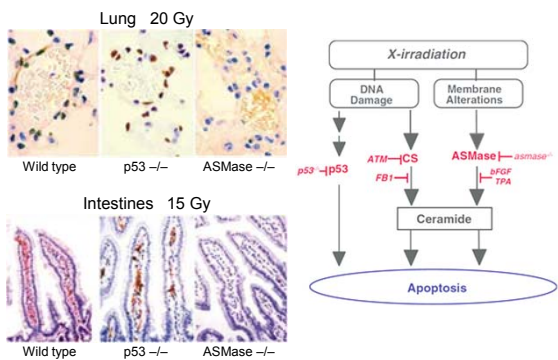 Lung 20 Gy
Wild type
p53 –/–
ASMase –/–
Intestines 15 Gy
Wild type
p53 –/–
ASMase –/–
X-irradiation
DNA
Damage
Membrane
Alterations
p53
p53
ATM
CS
FB1
ASMase
asmase-/-
bFGF
TPA
Ceramide
Apoptosis